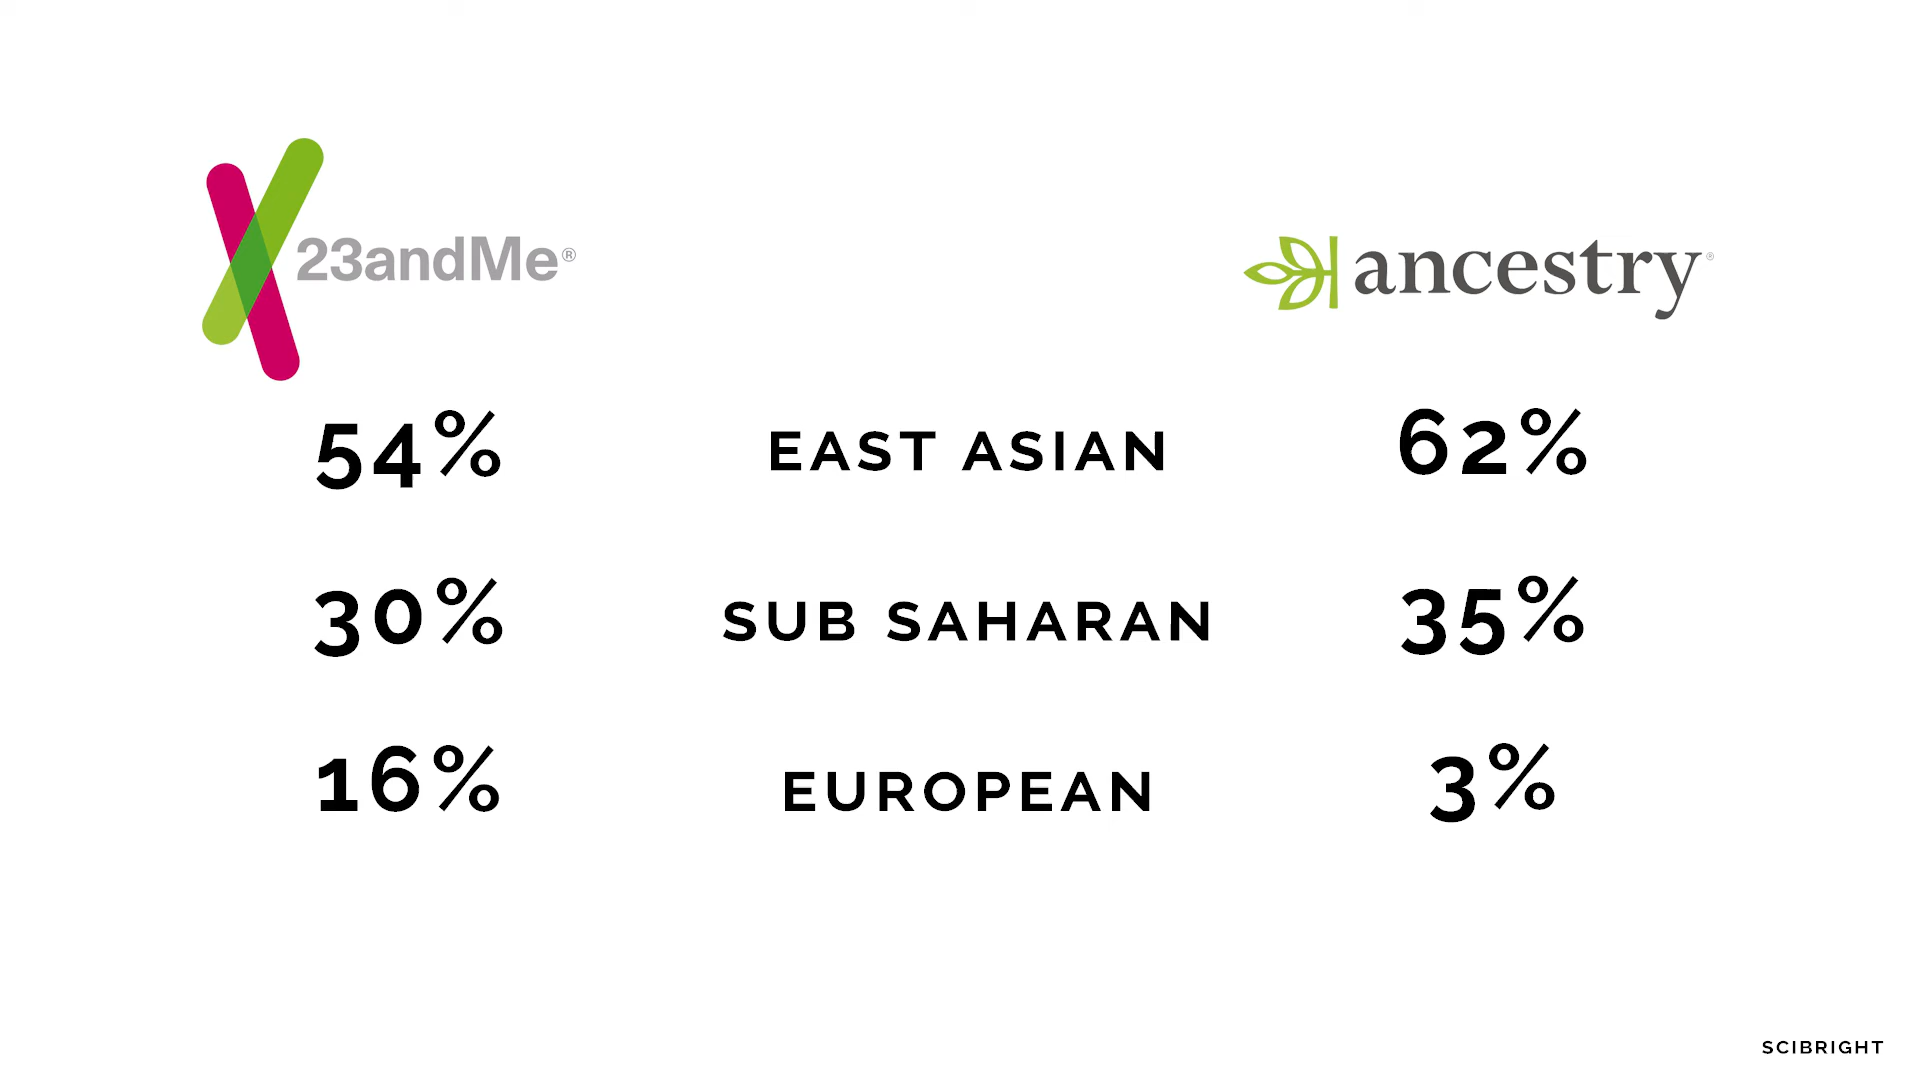 23andMe®
ancestry®
54% EAST ASIAN 62%
30% SUB SAHARAN 35%
16% EUROPEAN 3%
SCIBRIGHT